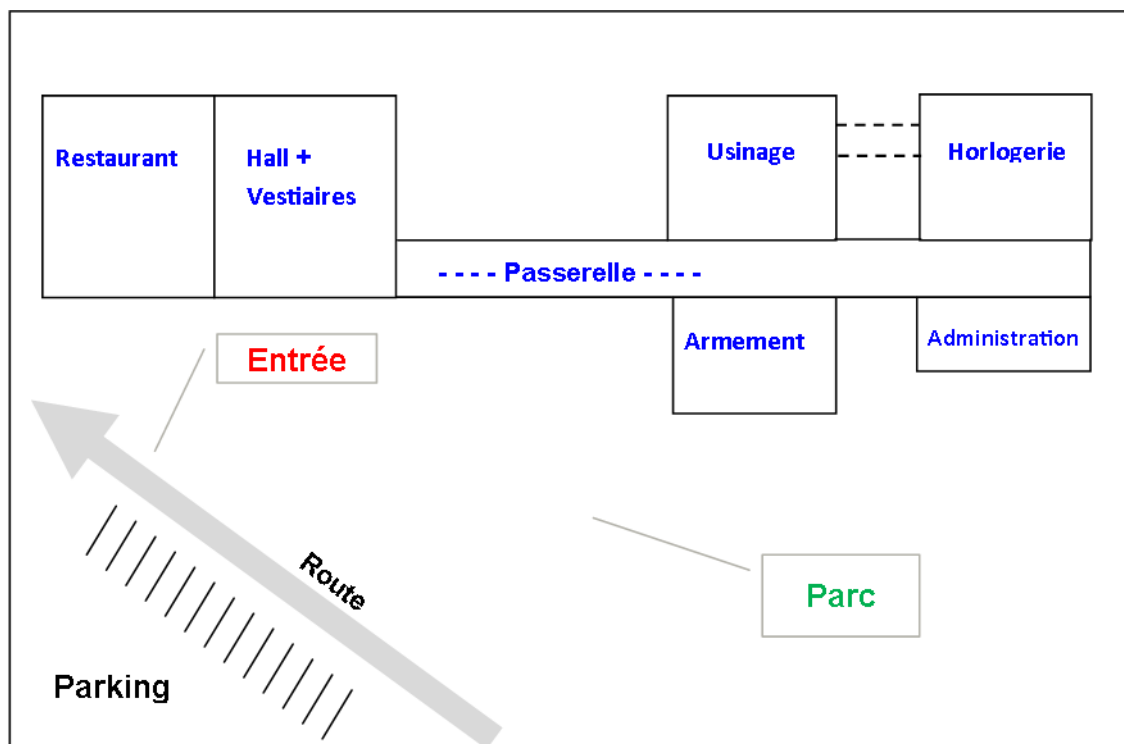 Restaurant
Hall +
Vestiaires
Usinage
Horlogerie
- - - - Passerelle - - - -
Entrée
Armement
Administration
Route
Parc
Parking